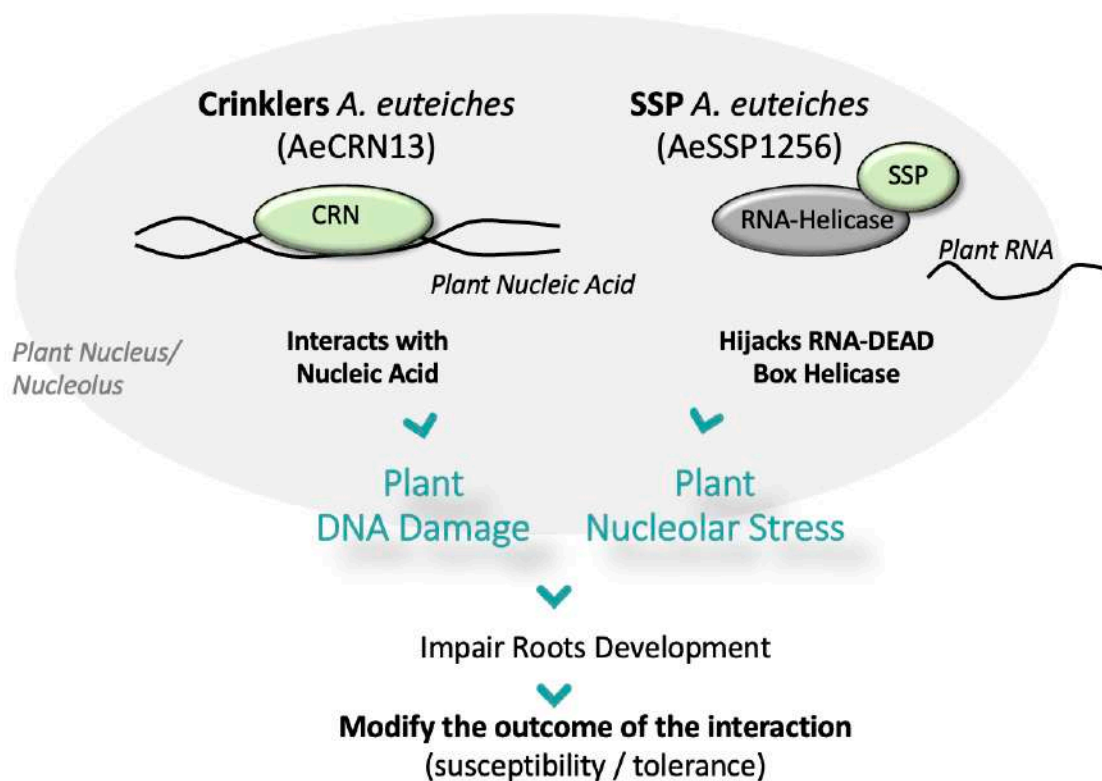 Crinklers A. euteiches
(AeCRN13)
CRN
Plant Nucleic Acid
Interacts with
Nucleic Acid
SSP A. euteiches
(AeSSP1256)
SSP
RNA-Helicase
Plant RNA
Hijacks RNA-DEAD
Box Helicase
Plant Nucleus/
Nucleolus
Plant
DNA Damage
Plant
Nucleolar Stress
Impair Roots Development
Modify the outcome of the interaction
(susceptibility / tolerance)